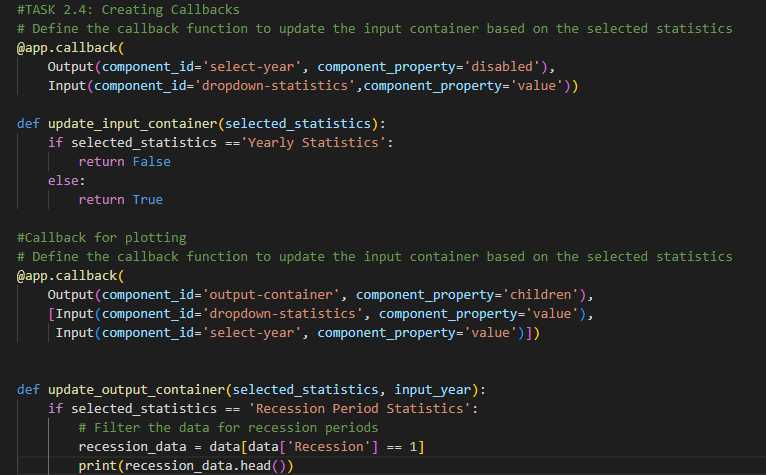 #TASK 2.4: Creating Callbacks
# Define the callback function to update the input container based on the selected statistics
@app.callback(
    Output(component_id='select-year', component_property='disabled'),
    Input(component_id='dropdown-statistics',component_property='value'))
def update_input_container(selected_statistics):
    if selected_statistics =='Yearly Statistics':
        return False
    else:
        return True
#Callback for plotting
# Define the callback function to update the input container based on the selected statistics
@app.callback(
    Output(component_id='output-container', component_property='children'),
    [Input(component_id='dropdown-statistics', component_property='value'),
     Input(component_id='select-year', component_property='value')])
def update_output_container(selected_statistics, input_year):
    if selected_statistics == 'Recession Period Statistics':
        # Filter the data for recession periods
        recession_data = data[data['Recession'] == 1]
        print(recession_data.head())